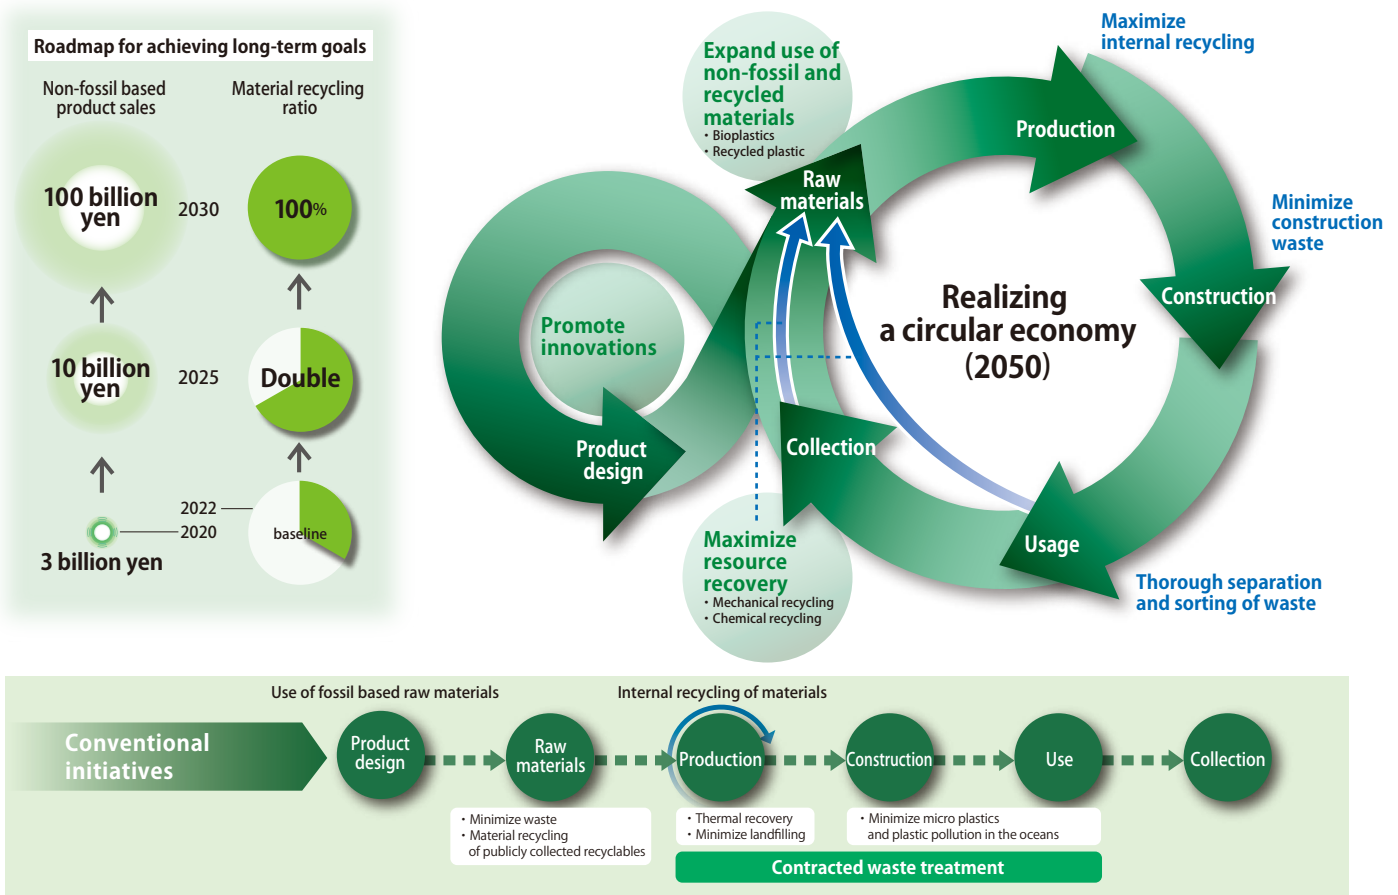 Roadmap for achieving long-term goals
Non-fossil based
product sales
Material recycling
ratio
100 billion
yen
2030
100%
10 billion
yen
2025
Double
2022
2020
baseline
3 billion yen
Expand use of
non-fossil and
recycled
materials
・Bioplastics
・Recycled plastic
Maximize
internal recycling
Production
Raw
materials
Minimize
construction
waste
Construction
Realizing
a circular economy
(2050)
Promote
innovations
Product
design
Collection
Usage
Maximize
resource
recovery
・Mechanical recycling
・Chemical recycling
Thorough separation
and sorting of waste
Use of fossil based raw materials
Internal recycling of materials
Conventional
initiatives
Product
design
Raw
materials
Production
Construction
Use
Collection
・Minimize waste
・Material recycling
of publicly collected recyclables
・Thermal recovery
・Minimize landfilling
・Minimize micro plastics
and plastic pollution in the oceans
Contracted waste treatment